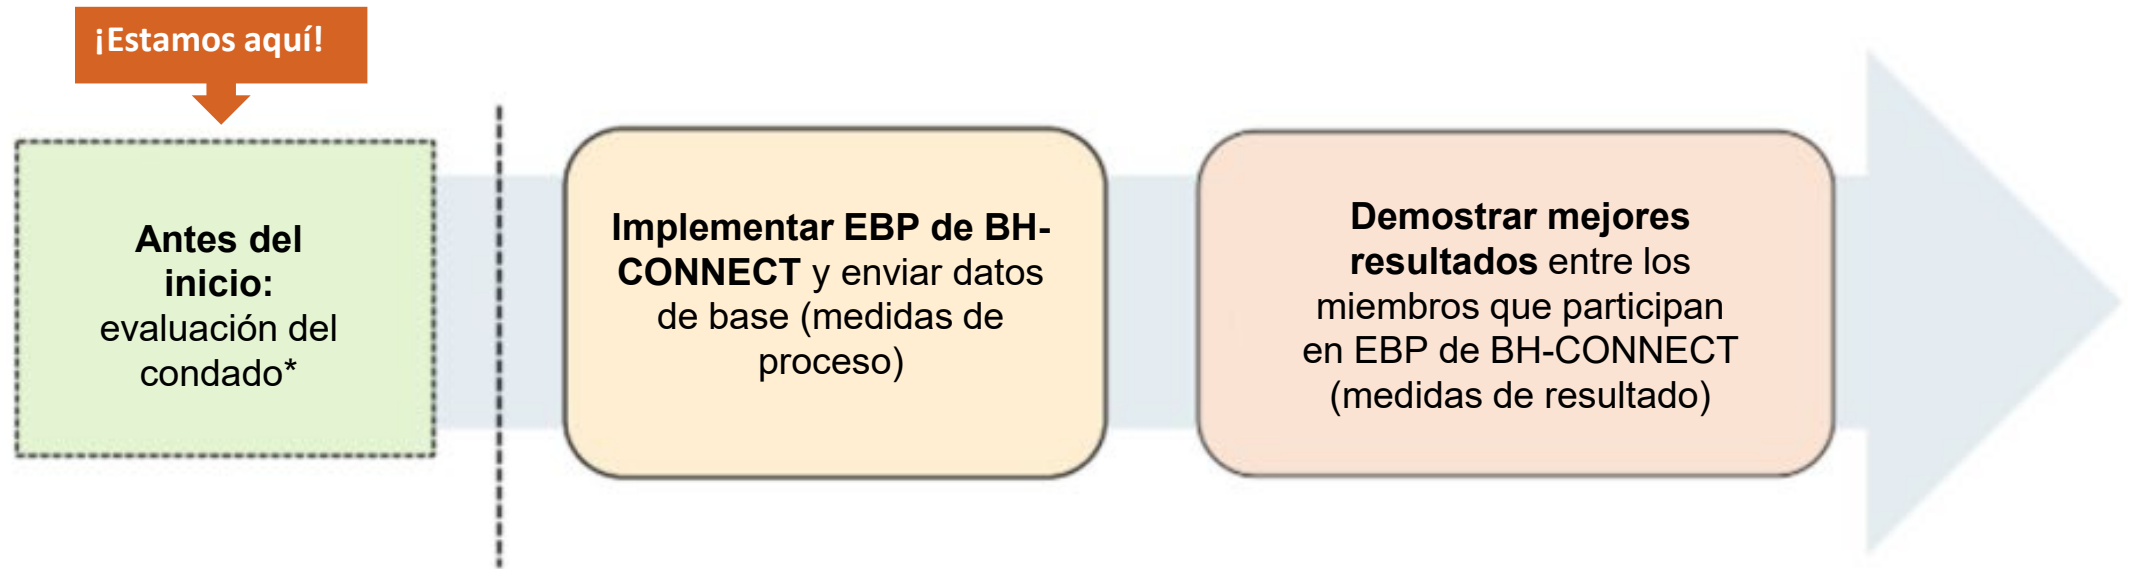 ¡Estamos aquí!
Antes del
inicio:
evaluación del
condado*
Implementar EBP de BH-
CONNECT y enviar datos
de base (medidas de
proceso)
Demostrar mejores
resultados entre los
miembros que participan
en EBP de BH-CONNECT
(medidas de resultado)